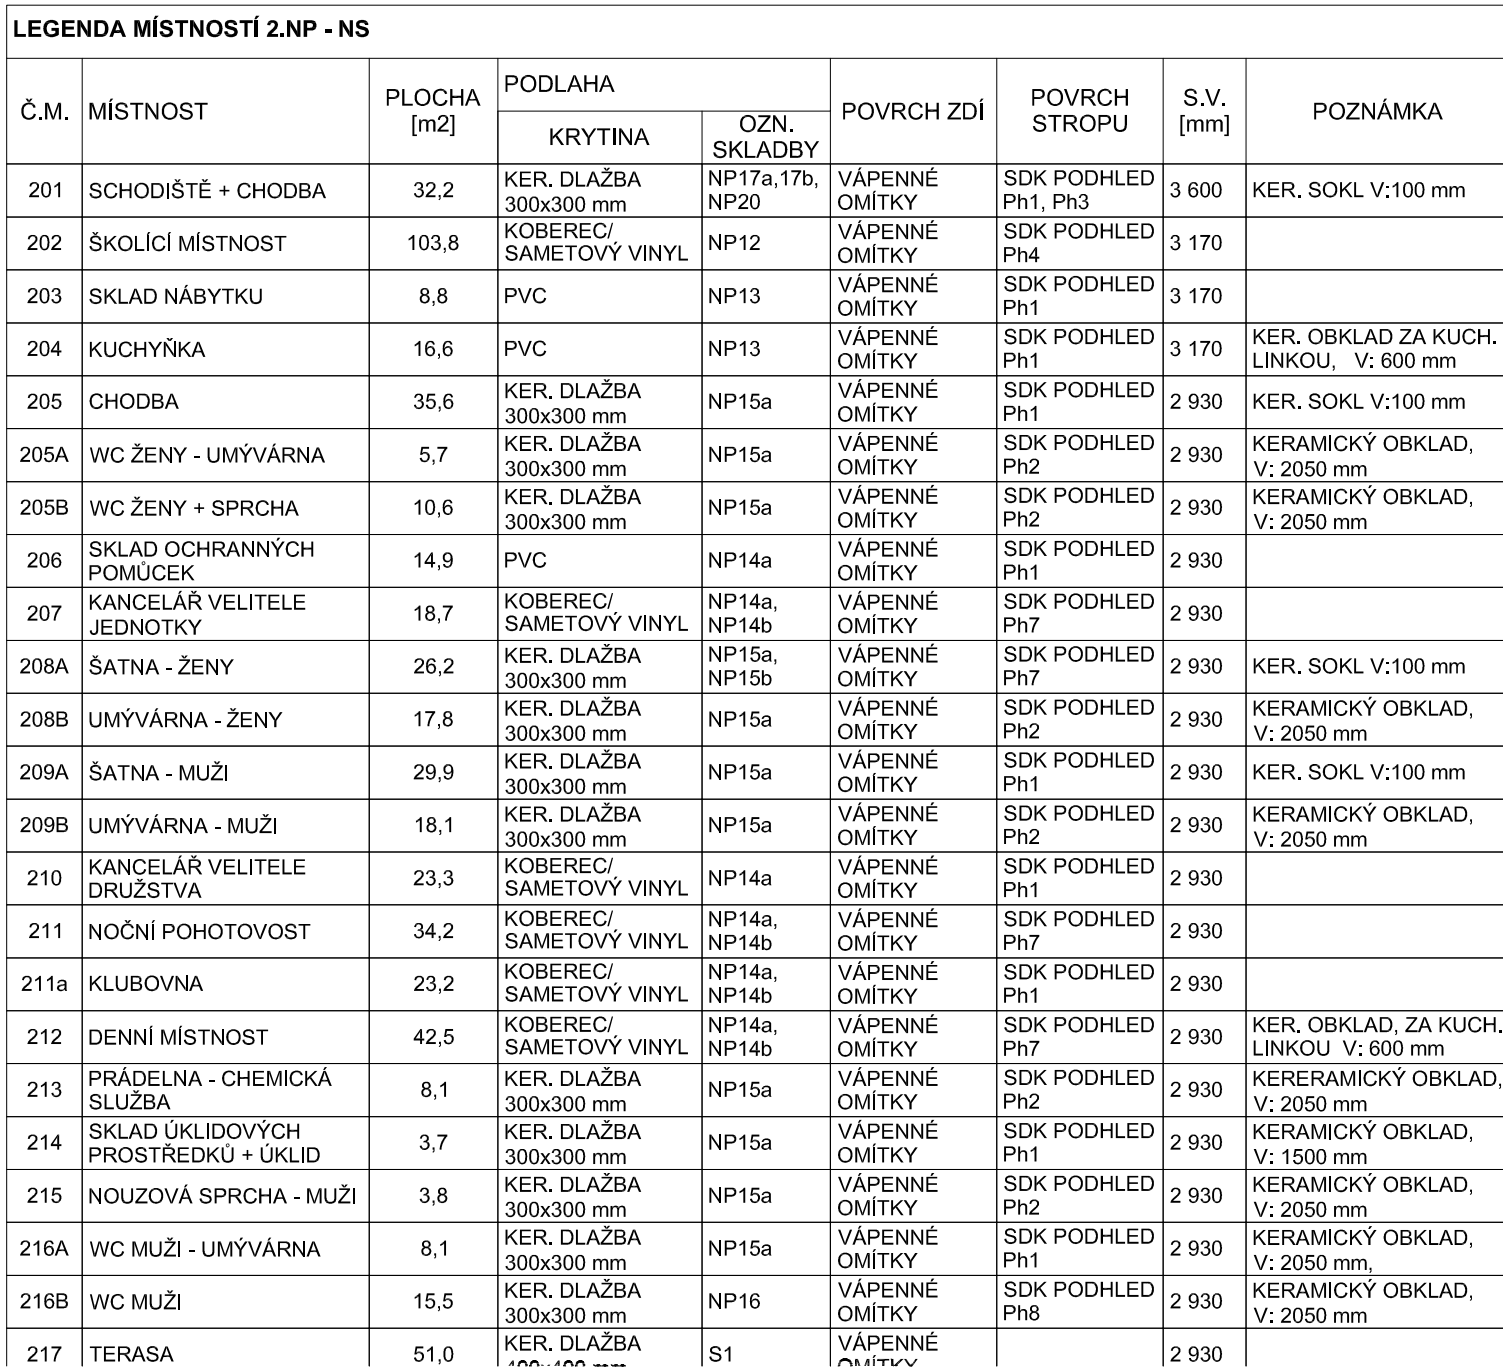 LEGENDA MÍSTNOSTÍ 2.NP - NS
Č.M. MÍSTNOST PLOCHA [m2] PODLAHA POVRCH ZDÍ POVRCH STROPU S.V. [mm] POZNÁMKA
KRYTINA OZN. SKLADBY
201 SCHODIŠTĚ + CHODBA 32,2 KER. DLAŽBA 300x300 mm NP17a,17b, NP20 VÁPENNÉ OMÍTKY SDK PODHLED Ph1, Ph3 3 600 KER. SOKL V:100 mm
202 ŠKOLÍCÍ MÍSTNOST 103,8 KOBEREC/ SAMETOVÝ VINYL NP12 VÁPENNÉ OMÍTKY SDK PODHLED Ph4 3 170
203 SKLAD NÁBYTKU 8,8 PVC NP13 VÁPENNÉ OMÍTKY SDK PODHLED Ph1 3 170
204 KUCHYŇKA 16,6 PVC NP13 VÁPENNÉ OMÍTKY SDK PODHLED Ph1 3 170 KER. OBKLAD ZA KUCH. LINKOU, V: 600 mm
205 CHODBA 35,6 KER. DLAŽBA 300x300 mm NP15a VÁPENNÉ OMÍTKY SDK PODHLED Ph1 2 930 KER. SOKL V:100 mm
205A WC ŽENY - UMÝVÁRNA 5,7 KER. DLAŽBA 300x300 mm NP15a VÁPENNÉ OMÍTKY SDK PODHLED Ph2 2 930 KERAMICKÝ OBKLAD, V: 2050 mm
205B WC ŽENY + SPRCHA 10,6 KER. DLAŽBA 300x300 mm NP15a VÁPENNÉ OMÍTKY SDK PODHLED Ph2 2 930 KERAMICKÝ OBKLAD, V: 2050 mm
206 SKLAD OCHRANNÝCH POMŮCEK 14,9 PVC NP14a VÁPENNÉ OMÍTKY SDK PODHLED Ph1 2 930
207 KANCELÁŘ VELITELE JEDNOTKY 18,7 KOBEREC/ SAMETOVÝ VINYL NP14a, NP14b VÁPENNÉ OMÍTKY SDK PODHLED Ph7 2 930
208A ŠATNA - ŽENY 26,2 KER. DLAŽBA 300x300 mm NP15a, NP15b VÁPENNÉ OMÍTKY SDK PODHLED Ph7 2 930 KER. SOKL V:100 mm
208B UMÝVÁRNA - ŽENY 17,8 KER. DLAŽBA 300x300 mm NP15a VÁPENNÉ OMÍTKY SDK PODHLED Ph2 2 930 KERAMICKÝ OBKLAD, V: 2050 mm
209A ŠATNA - MUŽI 29,9 KER. DLAŽBA 300x300 mm NP15a VÁPENNÉ OMÍTKY SDK PODHLED Ph1 2 930 KER. SOKL V:100 mm
209B UMÝVÁRNA - MUŽI 18,1 KER. DLAŽBA 300x300 mm NP15a VÁPENNÉ OMÍTKY SDK PODHLED Ph2 2 930 KERAMICKÝ OBKLAD, V: 2050 mm
210 KANCELÁŘ VELITELE DRUŽSTVA 23,3 KOBEREC/ SAMETOVÝ VINYL NP14a VÁPENNÉ OMÍTKY SDK PODHLED Ph1 2 930
211 NOČNÍ POHOTOVOST 34,2 KOBEREC/ SAMETOVÝ VINYL NP14a, NP14b VÁPENNÉ OMÍTKY SDK PODHLED Ph7 2 930
211a KLUBOVNA 23,2 KOBEREC/ SAMETOVÝ VINYL NP14a, NP14b VÁPENNÉ OMÍTKY SDK PODHLED Ph1 2 930
212 DENNÍ MÍSTNOST 42,5 KOBEREC/ SAMETOVÝ VINYL NP14a, NP14b VÁPENNÉ OMÍTKY SDK PODHLED Ph7 2 930 KER. OBKLAD, ZA KUCH. LINKOU V: 600 mm
213 PRÁDELNA - CHEMICKÁ SLUŽBA 8,1 KER. DLAŽBA 300x300 mm NP15a VÁPENNÉ OMÍTKY SDK PODHLED Ph2 2 930 KERERAMICKÝ OBKLAD, V: 2050 mm
214 SKLAD ÚKLIDOVÝCH PROSTŘEDKŮ + ÚKLID 3,7 KER. DLAŽBA 300x300 mm NP15a VÁPENNÉ OMÍTKY SDK PODHLED Ph1 2 930 KERAMICKÝ OBKLAD, V: 1500 mm
215 NOUZOVÁ SPRCHA - MUŽI 3,8 KER. DLAŽBA 300x300 mm NP15a VÁPENNÉ OMÍTKY SDK PODHLED Ph2 2 930 KERAMICKÝ OBKLAD, V: 2050 mm
216A WC MUŽI - UMÝVÁRNA 8,1 KER. DLAŽBA 300x300 mm NP15a VÁPENNÉ OMÍTKY SDK PODHLED Ph1 2 930 KERAMICKÝ OBKLAD, V: 2050 mm,
216B WC MUŽI 15,5 KER. DLAŽBA 300x300 mm NP16 VÁPENNÉ OMÍTKY SDK PODHLED Ph8 2 930 KERAMICKÝ OBKLAD, V: 2050 mm
217 TERASA 51,0 KER. DLAŽBA S1 VÁPENNÉ 2 930